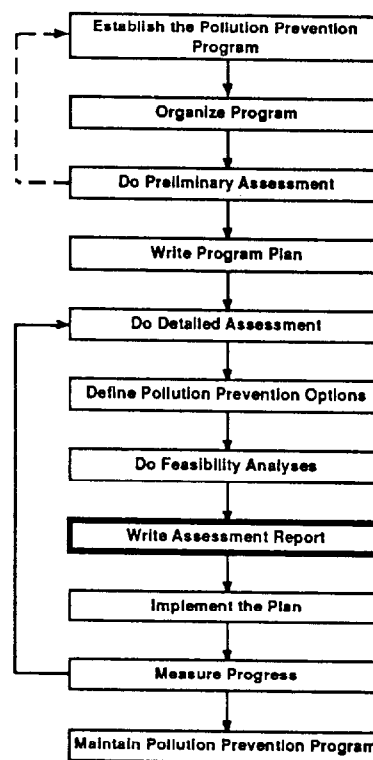 Establish the Pollution Prevention
Program
Organize Program
Do Preliminary Assessment
Write Program Plan
Do Detailed Assessment
Define Pollution Prevention Options
Do Feasibility Analyses
Write Assessment Report
Implement the Plan
Measure Progress
Maintain Pollution Prevention Program